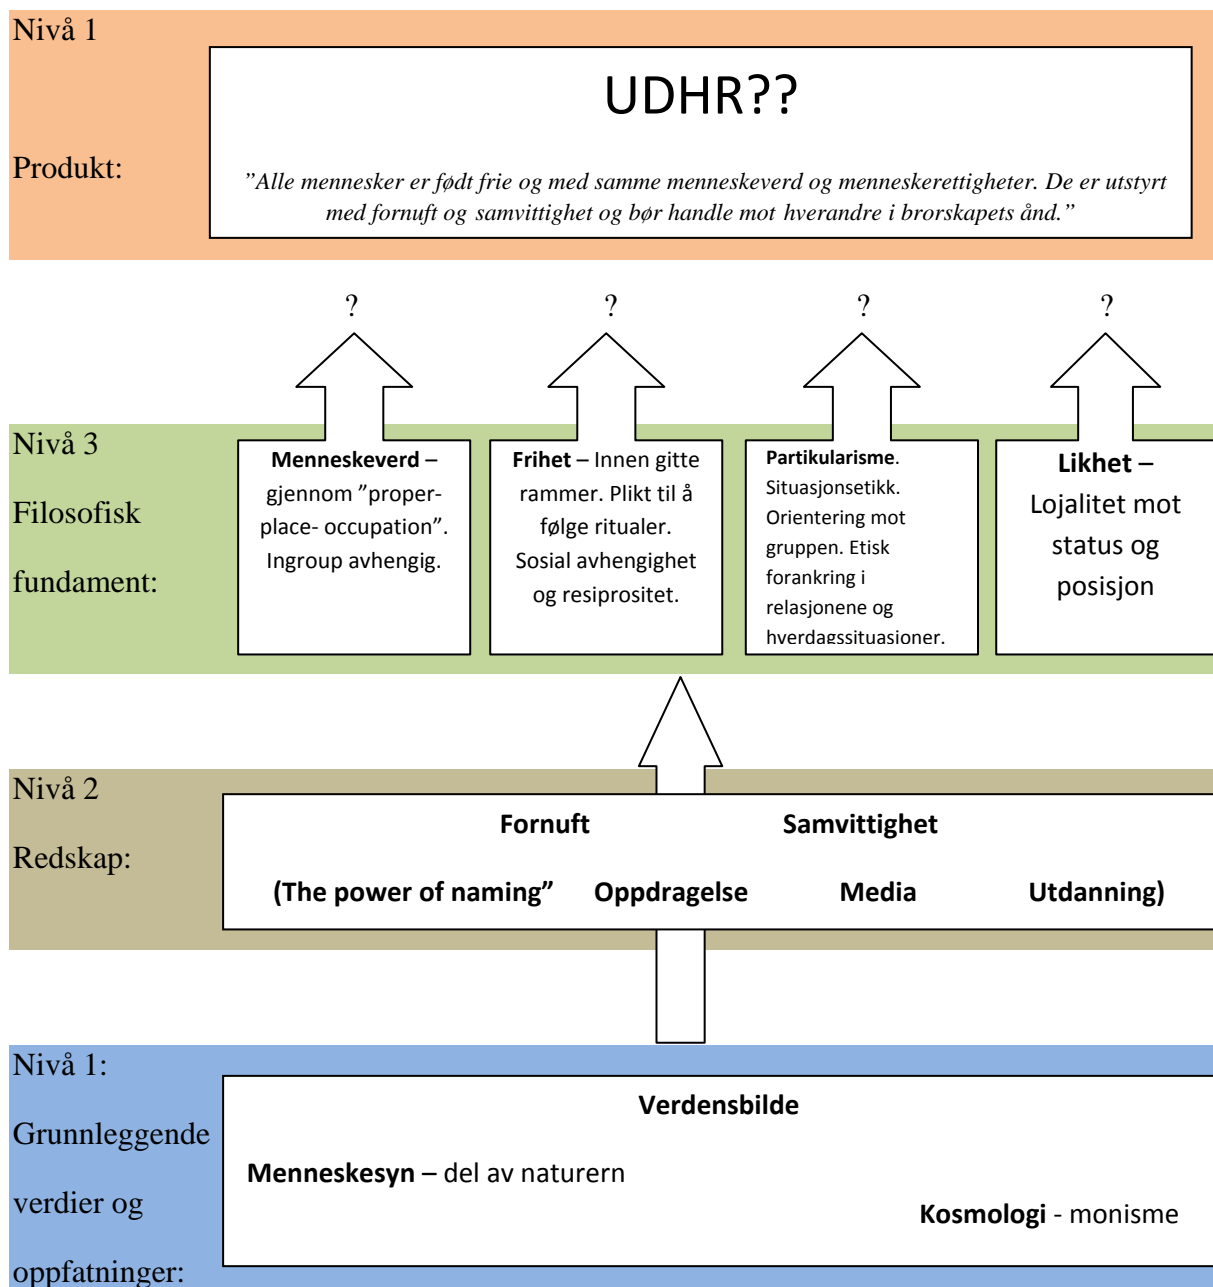 Nivå 1
Produkt:
UDHR??
”Alle mennesker er født frie og med samme menneskeverd og menneskerettigheter. De er utstyrt
med fornuft og samvittighet og bør handle mot hverandre i brorskapets ånd.”
? ? ? ?
Nivå 3
Filosofisk
fundament:
Menneskeverd –
gjennom ”proper-
place- occupation”.
Ingroup avhengig.
Frihet – Innen gitte
rammer. Plikt til å
følge ritualer.
Sosial avhengighet
og resiprositet.
Partikularisme.
Situasjonsetikk.
Orientering mot
gruppen. Etisk
forankring i
relasjonene og
hverdagssituasioner.
Likhet –
Lojalitet mot
status og
posisjon
Nivå 2
Redskap:
Fornuft Samvittighet
(The power of naming” Oppdragelse Media Utdanning)
Nivå 1:
Grunnleggende
verdier og
oppfatninger:
Verdensbilde
Menneskesyn – del av naturern
Kosmologi - monisme